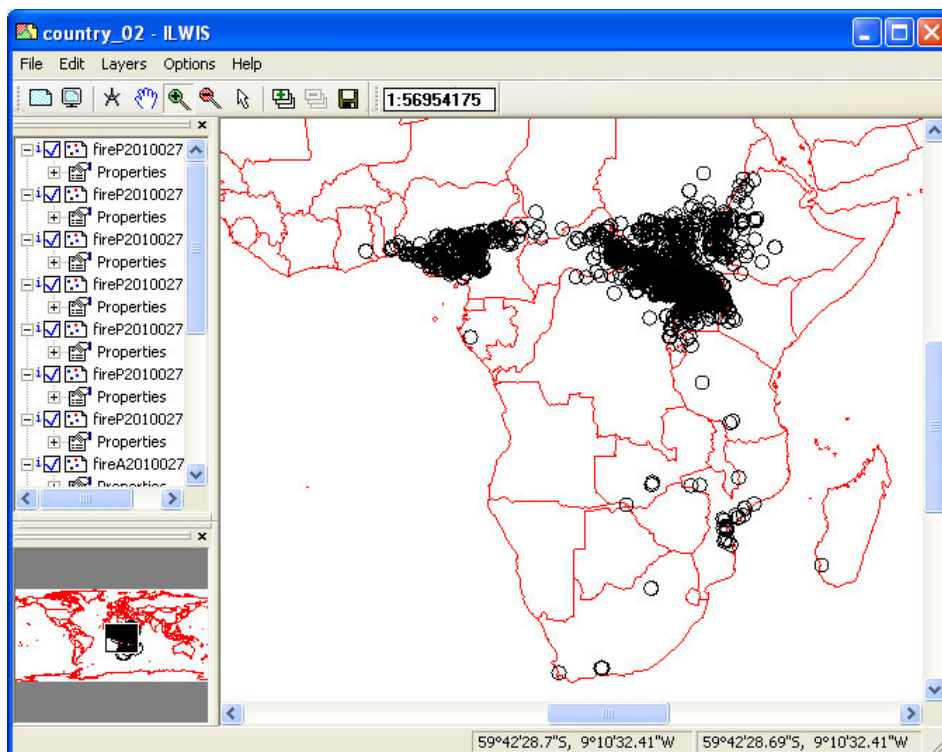 country_02 - ILWIS
File Edit Layers Options Help
1:56954175
fireP2010027
Properties
fireP2010027
Properties
fireP2010027
Properties
fireP2010027
Properties
fireP2010027
Properties
fireP2010027
Properties
fireP2010027
Properties
fireA2010027
Properties
59°42'28.7"S, 9°10'32.41"W 59°42'28.69"S, 9°10'32.41"W